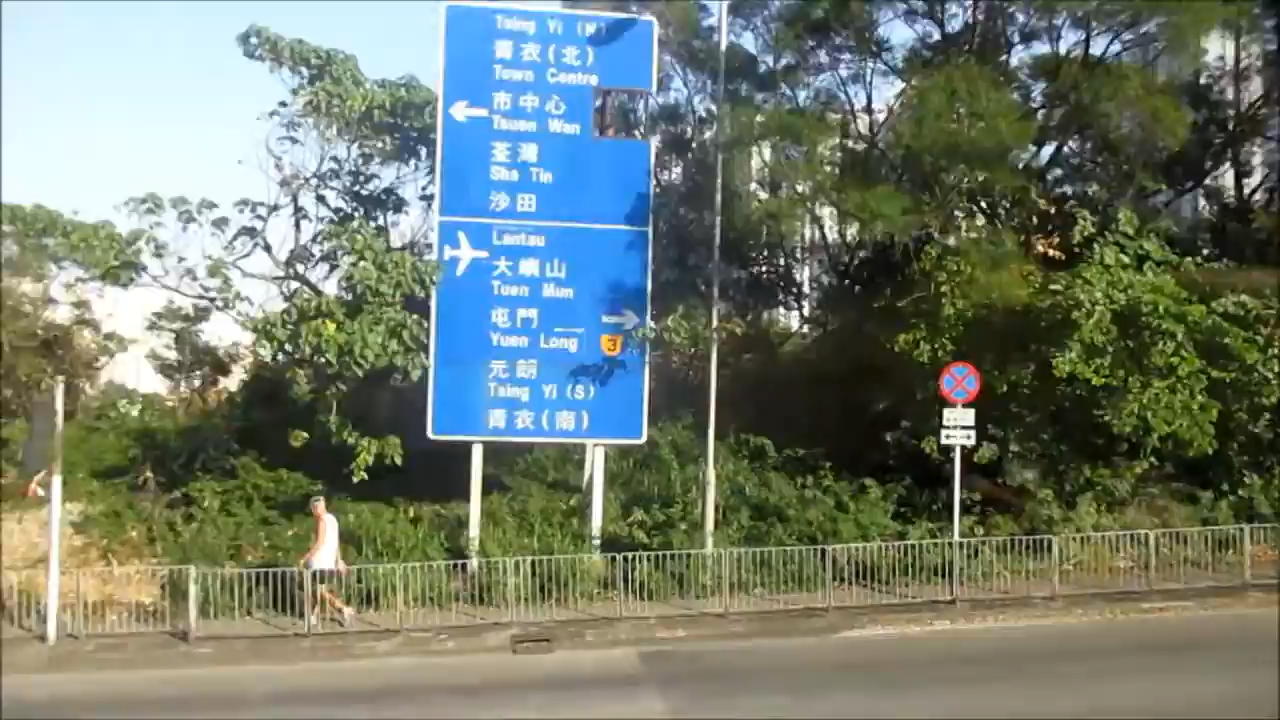 Tsing Yi (N)
青衣(北)
Town Centre
市中心
Tsuen Wan
荃灣
Sha Tin
沙田
Lantau
大嶼山
Tuen Mun
屯門
Yuen Long 3
元朗
Tsing Yi (S)
青衣(南)